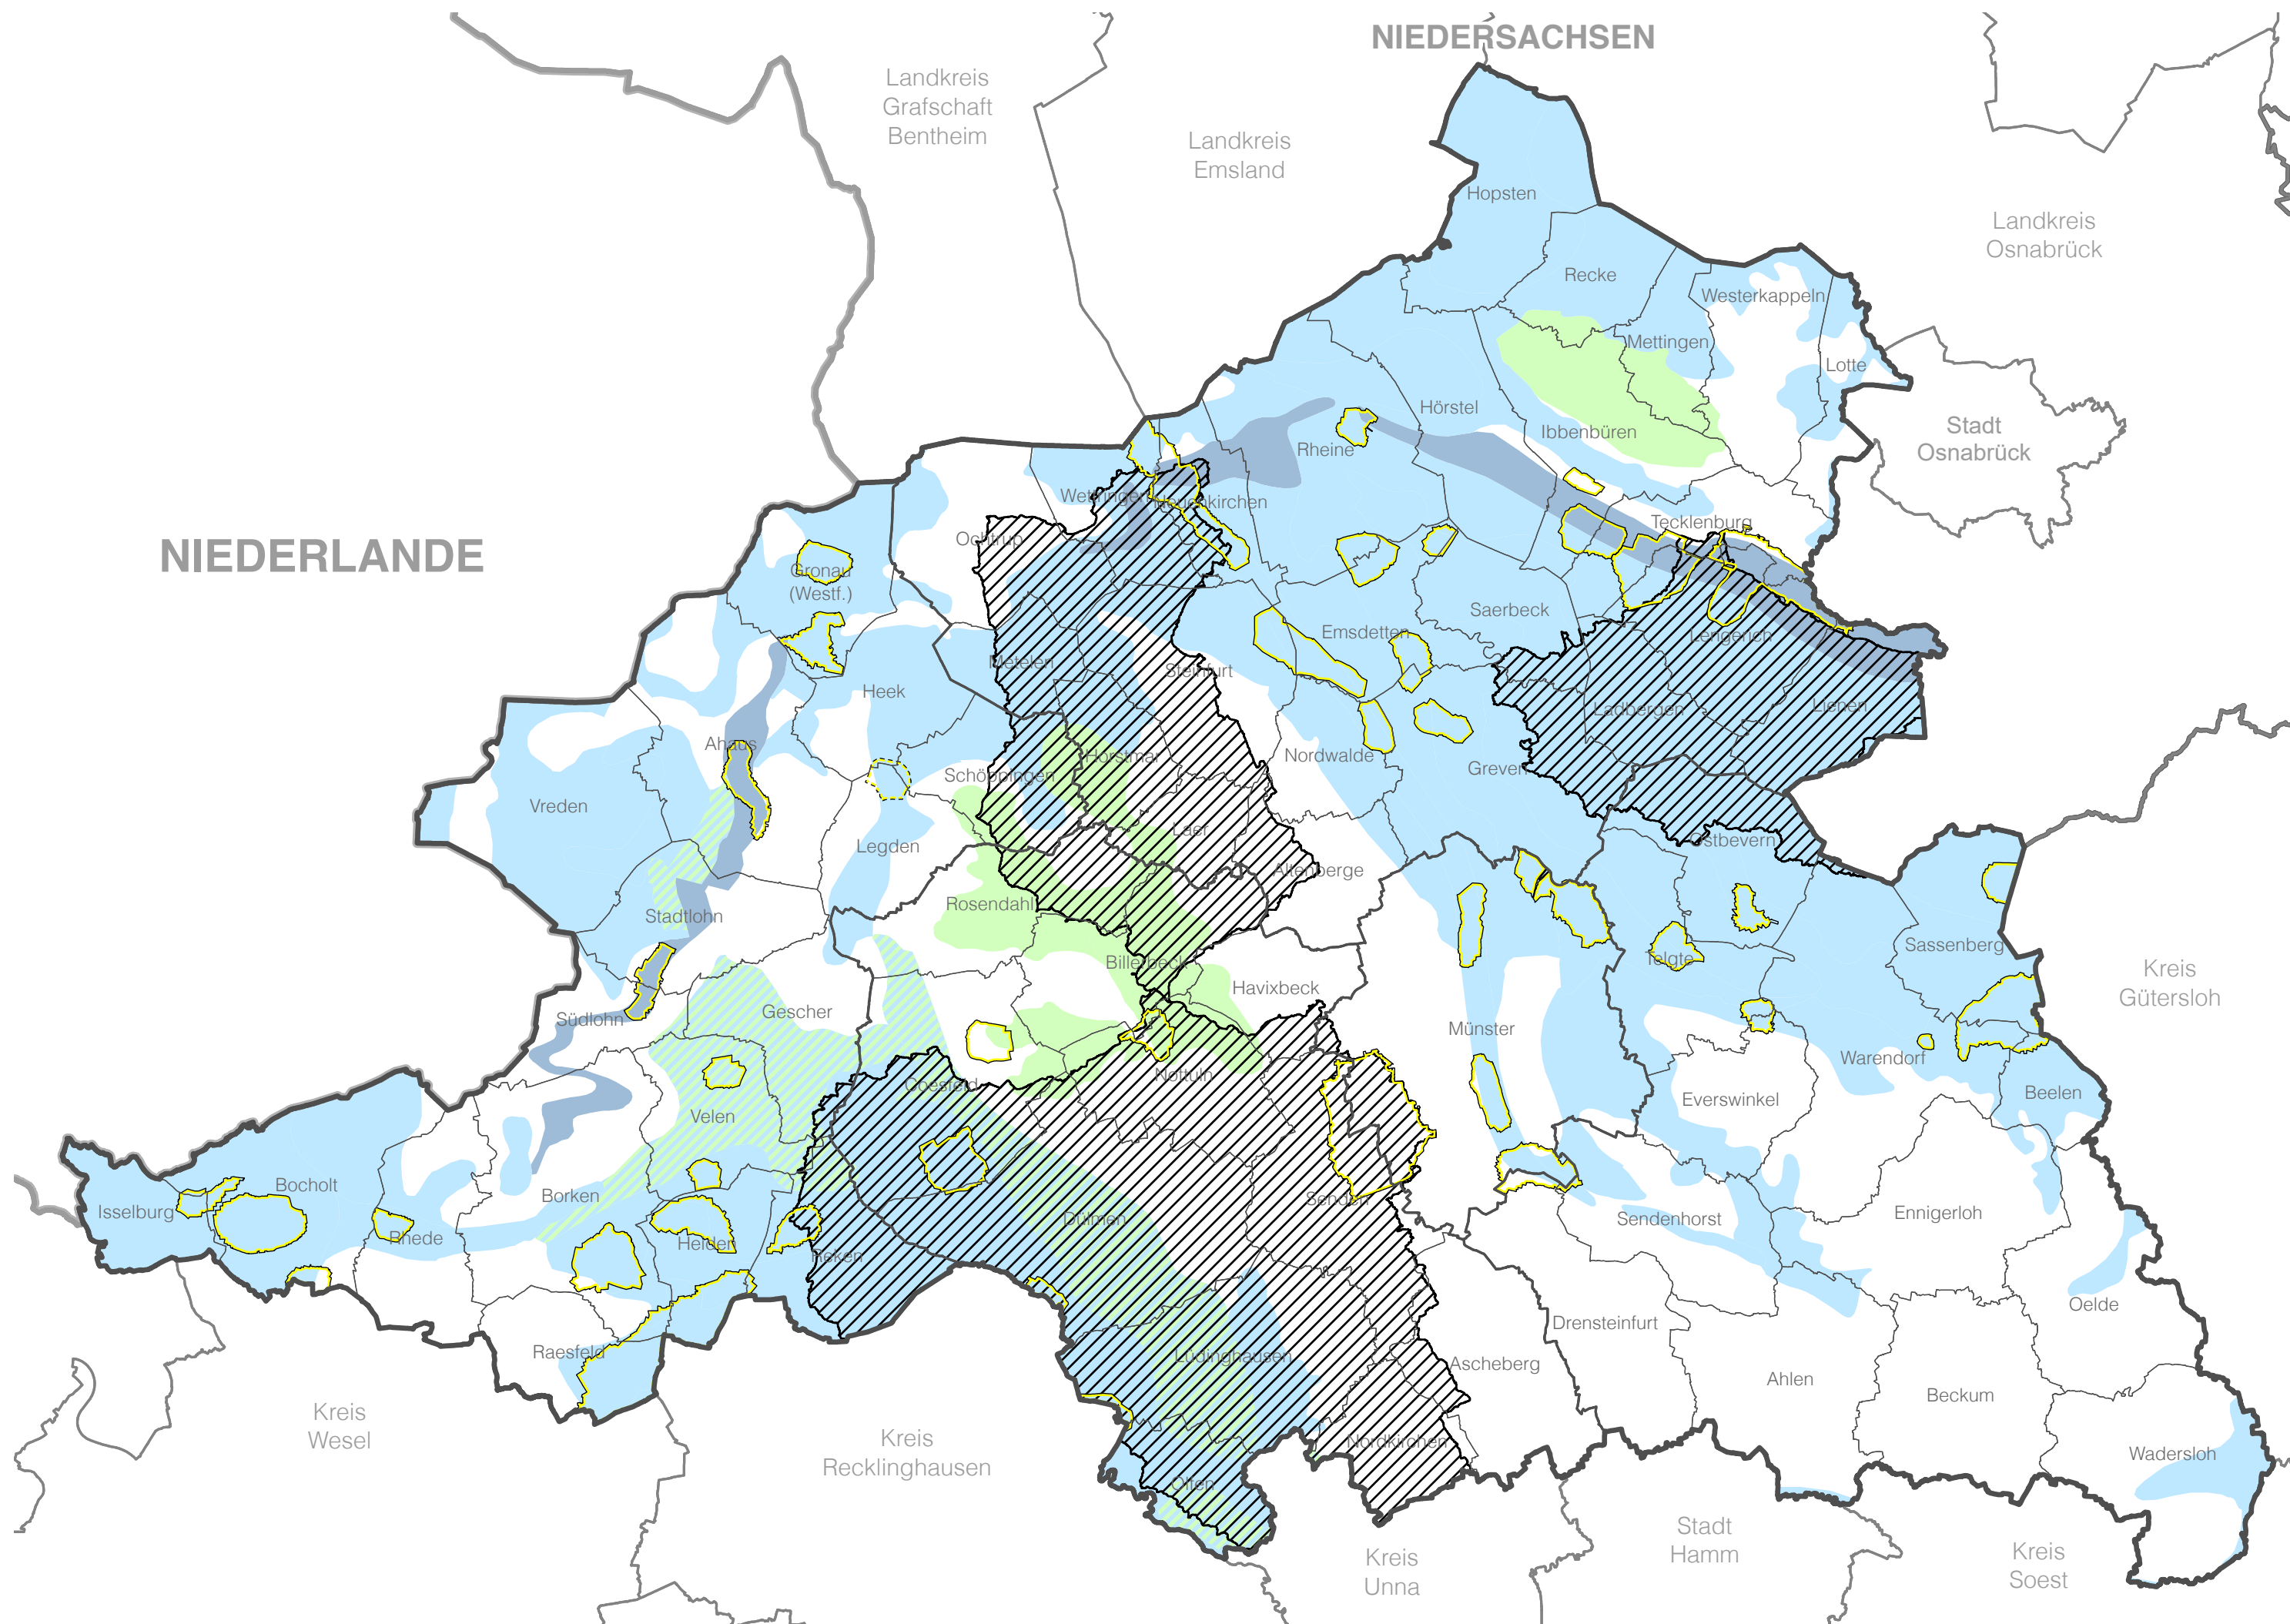 NIEDERSACHSEN
Landkreis
Grafschaft
Bentheim
Landkreis
Emsland
Hopsten
Landkreis
Osnabrück
Recke
Westerkappeln
Mettingen
Lotte
Hörstel
Ibbenbüren
Stadt
Osnabrück
Rheine
Wettringen
Neuenkirchen
Tecklenburg
NIEDERLANDE
Ochtrup
Gronau
(Westf.)
Saerbeck
Emsdetten
Lengerich
Metelen
Steinfurt
Heek
Ladbergen
Lienen
Ahaus
Horstmar
Nordwalde
Schöppingen
Greven
Vreden
Laer
Legden
Ostbevern
Altenberge
Rosendahl
Stadtlohn
Sassenberg
Telgte
Billerbeck
Kreis
Gütersloh
Havixbeck
Gescher
Südlohn
Münster
Warendorf
Nottuln
Coesfeld
Everswinkel
Beelen
Velen
Bocholt
Borken
Senden
Isselburg
Dülmen
Sendenhorst
Ennigerloh
Rhede
Heiden
Reken
Oelde
Drensteinfurt
Raesfeld
Lüdinghausen
Ascheberg
Ahlen
Beckum
Kreis
Wesel
Kreis
Recklinghausen
Nordkirchen
Wadersloh
Olfen
Stadt
Hamm
Kreis
Unna
Kreis
Soest